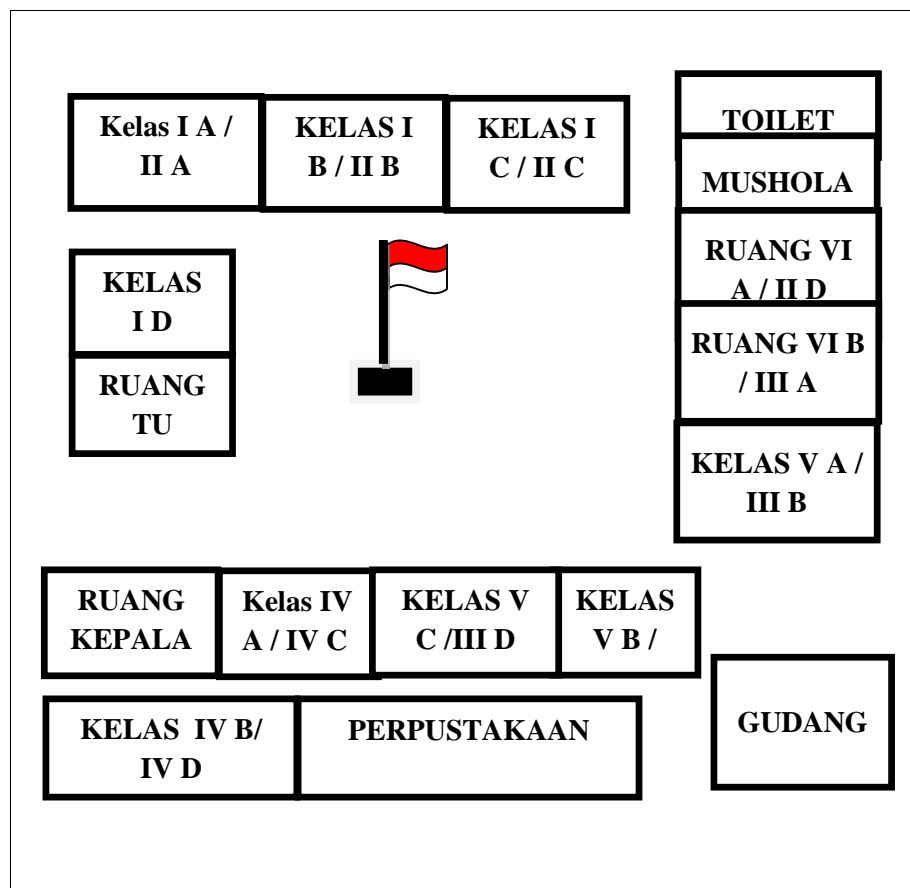 Kelas I A /
II A
KELAS I
B / II B
KELAS I
C / II C
TOILET
MUSHOLA
RUANG VI
A / II D
RUANG VI B
/ III A
KELAS V A /
III B
KELAS
I D
RUANG
TU
RUANG
KEPALA
Kelas IV
A / IV C
KELAS V
C /III D
KELAS
V B /
KELAS IV B/
IV D
PERPUSTAKAAN
GUDANG